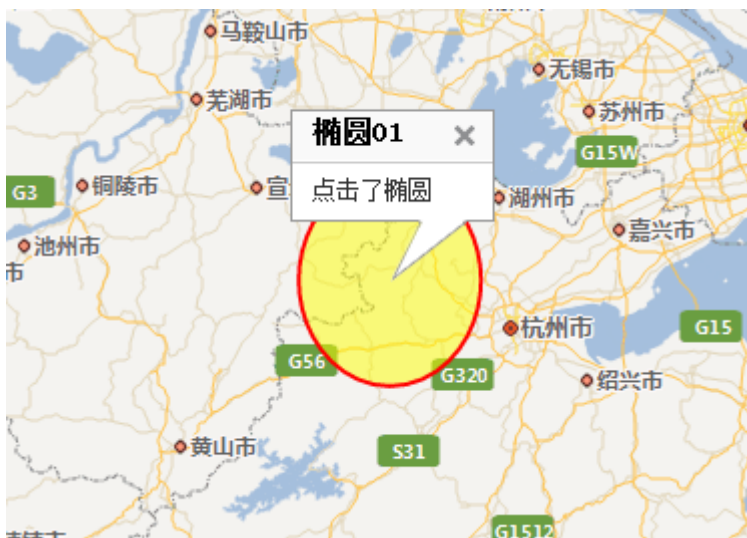 马鞍山市
无锡市
芜湖市
苏州市
椭圆01
G15W
G3
铜陵市
宣
点击了椭圆
湖州市
嘉兴市
池州市
市
杭州市
G15
G56
G320
绍兴市
黄山市
S31
G1512